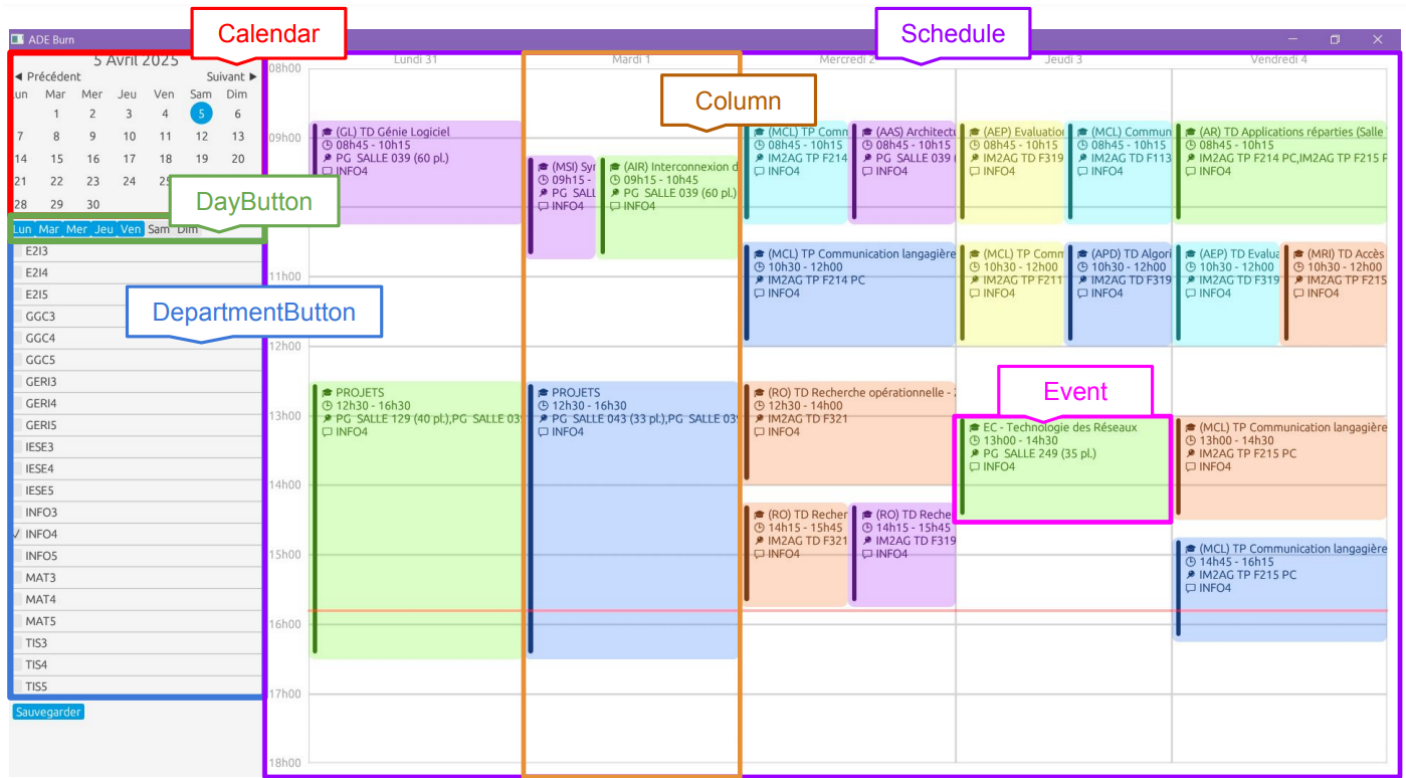 ADE Burn
Calendar
Schedule
5 Avril 2025
◀ Précédent Suivant ▶
Lun Mar Mer Jeu Ven Sam Dim
1 2 3 4 5 6
7 8 9 10 11 12 13
14 15 16 17 18 19 20
21 22 23 24 25
28 29 30
DayButton
Lun Mar Mer Jeu Ven Sam Dim
E2I3
E2I4
E2I5
GGC3
GGC4
GGC5
GERI3
GERI4
GERI5
IESE3
IESE4
IESE5
INFO3
✓ INFO4
INFO5
MAT3
MAT4
MAT5
TIS3
TIS4
TIS5
Sauvegarder
DepartmentButton
Column
Event
Lundi 31 Mardi 1 Mercredi 2 Jeudi 3 Vendredi 4
08h00
09h00
11h00
12h00
13h00
14h00
15h00
16h00
17h00
18h00
(GL) TD Génie Logiciel
08h45 - 10h15
PG SALLE 039 (60 pl.)
INFO4
PROJETS
12h30 - 16h30
PG SALLE 129 (40 pl.),PG SALLE 03
INFO4
(MSI) Syr
09h15 -
PG SALL
INFO4
(AIR) Interconnexion d
09h15 - 10h45
PG SALLE 039 (60 pl.)
INFO4
PROJETS
12h30 - 16h30
PG SALLE 043 (33 pl.),PG SALLE 03
INFO4
(MCL) TP Comn
08h45 - 10h15
IM2AG TP F214
INFO4
(AAS) Architectu
08h45 - 10h15
PG SALLE 039 (
INFO4
(MCL) TP Communication langagière
10h30 - 12h00
IM2AG TP F214 PC
INFO4
(RO) TD Recherche opérationnelle -
12h30 - 14h00
IM2AG TD F321
INFO4
(RO) TD Recher
14h15 - 15h45
IM2AG TD F321
INFO4
(RO) TD Reche
14h15 - 15h45
IM2AG TD F319
INFO4
(AEP) Evaluation
08h45 - 10h15
IM2AG TD F319
INFO4
(MCL) Commun
08h45 - 10h15
IM2AG TD F113
INFO4
(MCL) TP Comm
10h30 - 12h00
IM2AG TP F211
INFO4
(APD) TD Algori
10h30 - 12h00
IM2AG TD F319
INFO4
EC - Technologie des Réseaux
13h00 - 14h30
PG SALLE 249 (35 pl.)
INFO4
(AR) TD Applications réparties (Salle
08h45 - 10h15
IM2AG TP F214 PC,IM2AG TP F215 P
INFO4
(AEP) TD Evalua
10h30 - 12h00
IM2AG TD F319
INFO4
(MRI) TD Accès
10h30 - 12h00
IM2AG TP F215
INFO4
(MCL) TP Communication langagière
13h00 - 14h30
IM2AG TP F215 PC
INFO4
(MCL) TP Communication langagière
14h45 - 16h15
IM2AG TP F215 PC
INFO4